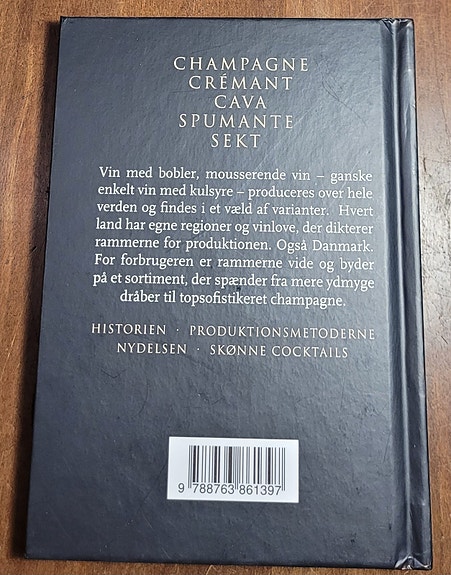 CHAMPAGNE
CRÉMANT
CAVA
SPUMANTE
SEKT
Vin med bobler, mousserende vin – ganske
enkelt vin med kulsyre – produceres over hele
verden og findes i et væld af varianter. Hvert
land har egne regioner og vinlove, der dikterer
rammerne for produktionen. Også Danmark.
For forbrugeren er rammerne vide og byder
på et sortiment, der spænder fra mere ydmyge
dråber til topsofistikeret champagne.
HISTORIEN · PRODUKTIONSMETODERNE
NYDELSEN · SKØNNE COCKTAILS
9 788763 861397